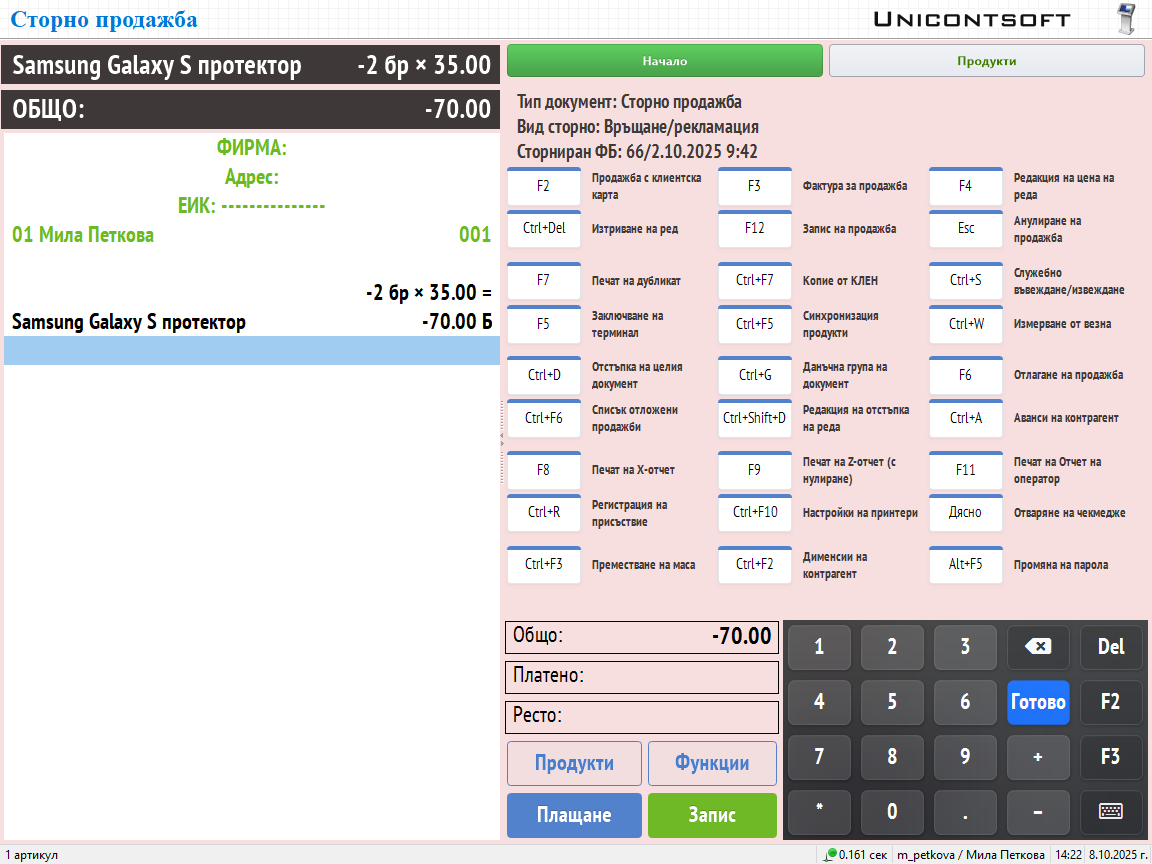 Сторно продажба
UNICONTSOFT
Samsung Galaxy S протектор -2 бр × 35.00
ОБЩО: -70.00
ФИРМА:
Адрес:
ЕИК: ---------------
01 Мила Петкова 001
-2 бр × 35.00 =
Samsung Galaxy S протектор -70.00 Б
Начало Продукти
Тип документ: Сторно продажба
Вид сторно: Връщане/рекламация
Сторниран ФБ: 66/2.10.2025 9:42
F2 Продажба с клиентска карта F3 Фактура за продажба F4 Редакция на цена на реда
Ctrl+Del Изтриване на ред F12 Запис на продажба Esc Анулиране на продажба
F7 Печат на дубликат Ctrl+F7 Копие от КЛЕН Ctrl+S Служебно въвеждане/извеждане
F5 Заключване на терминал Ctrl+F5 Синхронизация продукти Ctrl+W Измерване от везна
Ctrl+D Отстъпка на целия документ Ctrl+G Данъчна група на документ F6 Отлагане на продажба
Ctrl+F6 Списък отложени продажби Ctrl+Shift+D Редакция на отстъпка на реда Ctrl+A Аванси на контрагент
F8 Печат на X-отчет F9 Печат на Z-отчет (с нулиране) F11 Печат на Отчет на оператор
Ctrl+R Регистрация на присъствие Ctrl+F10 Настройки на принтери Дясно Отваряне на чекмедже
Ctrl+F3 Преместване на маса Ctrl+F2 Дименсии на контрагент Alt+F5 Промяна на парола
Общо: -70.00
Платено:
Ресто:
Продукти Функции
Плащане Запис
1 2 3 Del
4 5 6 Готово F2
7 8 9 + F3
* 0 . −
1 артикул 0.161 сек m_petkova / Мила Петкова 14:22 8.10.2025 г.